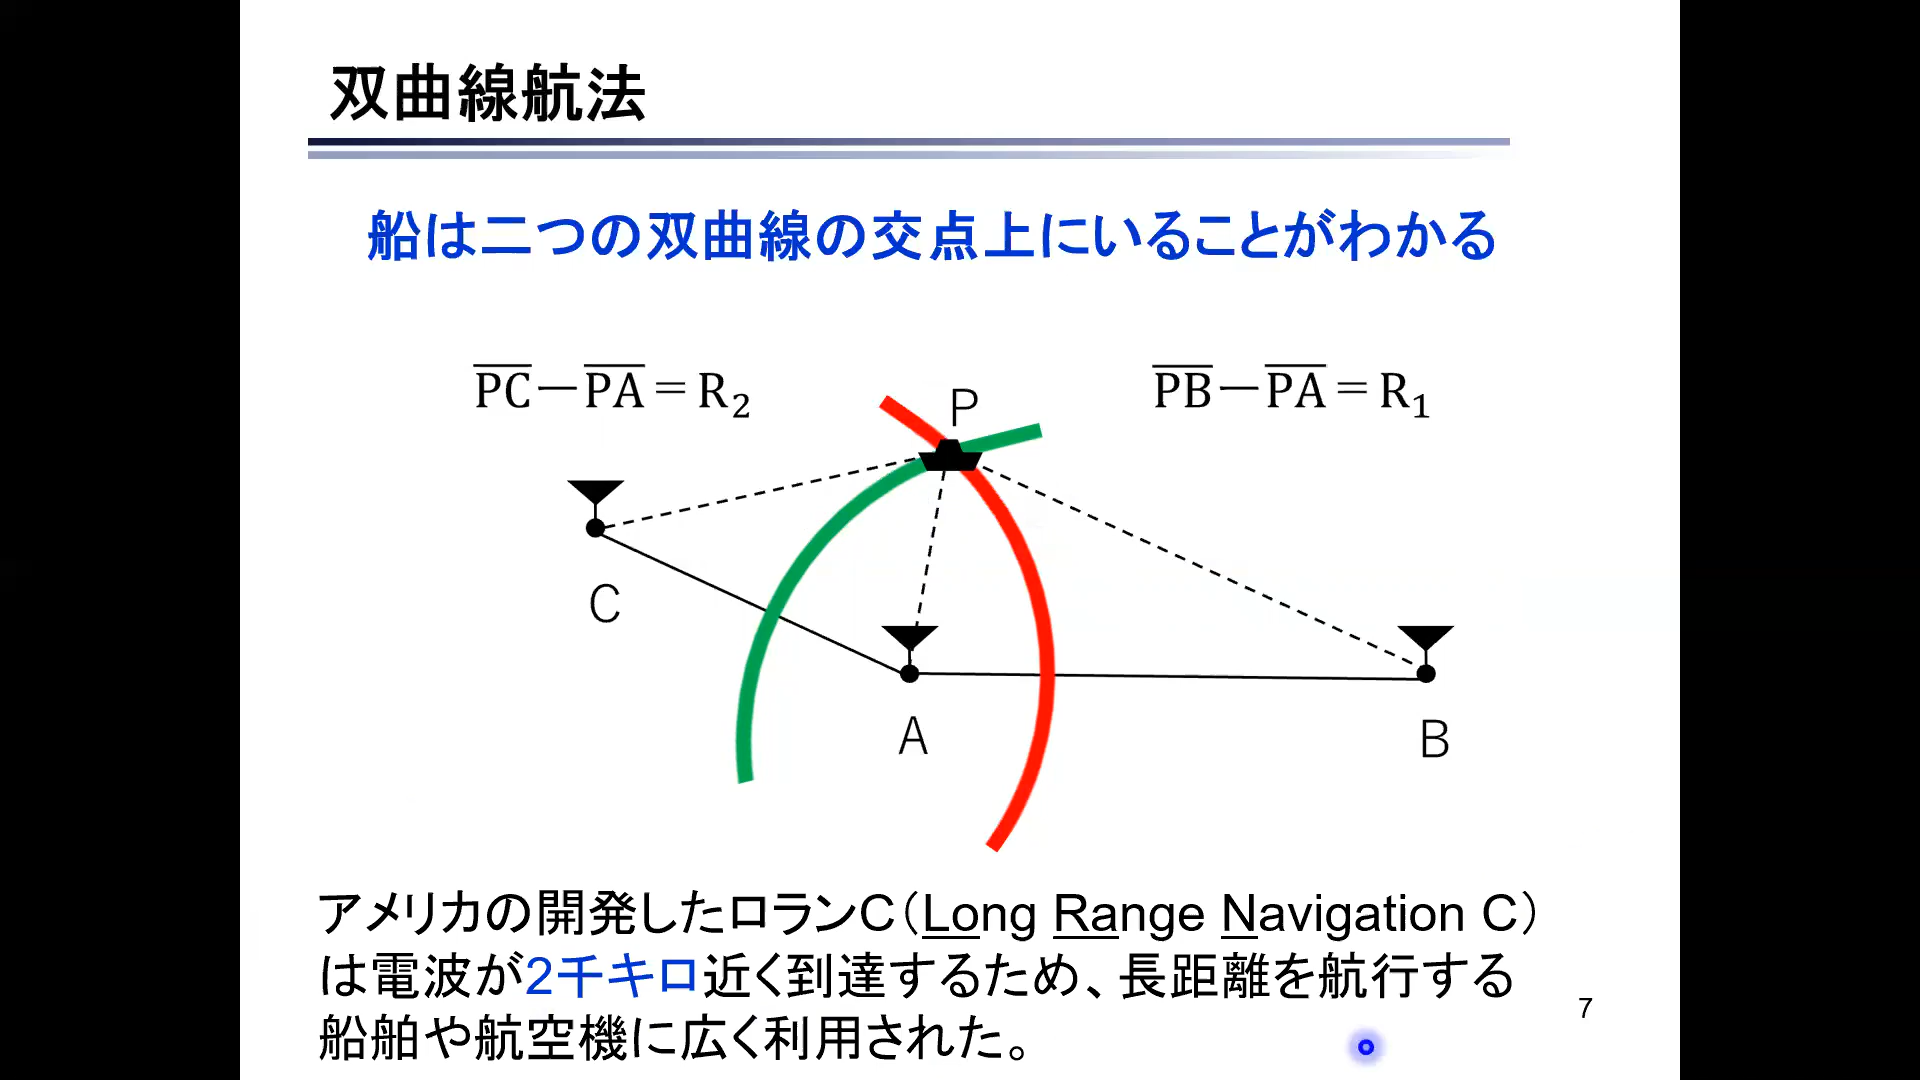 双曲線航法
船は二つの双曲線の交点上にいることがわかる
PC－PA＝R₂
PB－PA＝R₁
P
C
A
B
アメリカの開発したロランC（Long Range Navigation C）
は電波が2千キロ近く到達するため、長距離を航行する
船舶や航空機に広く利用された。
7